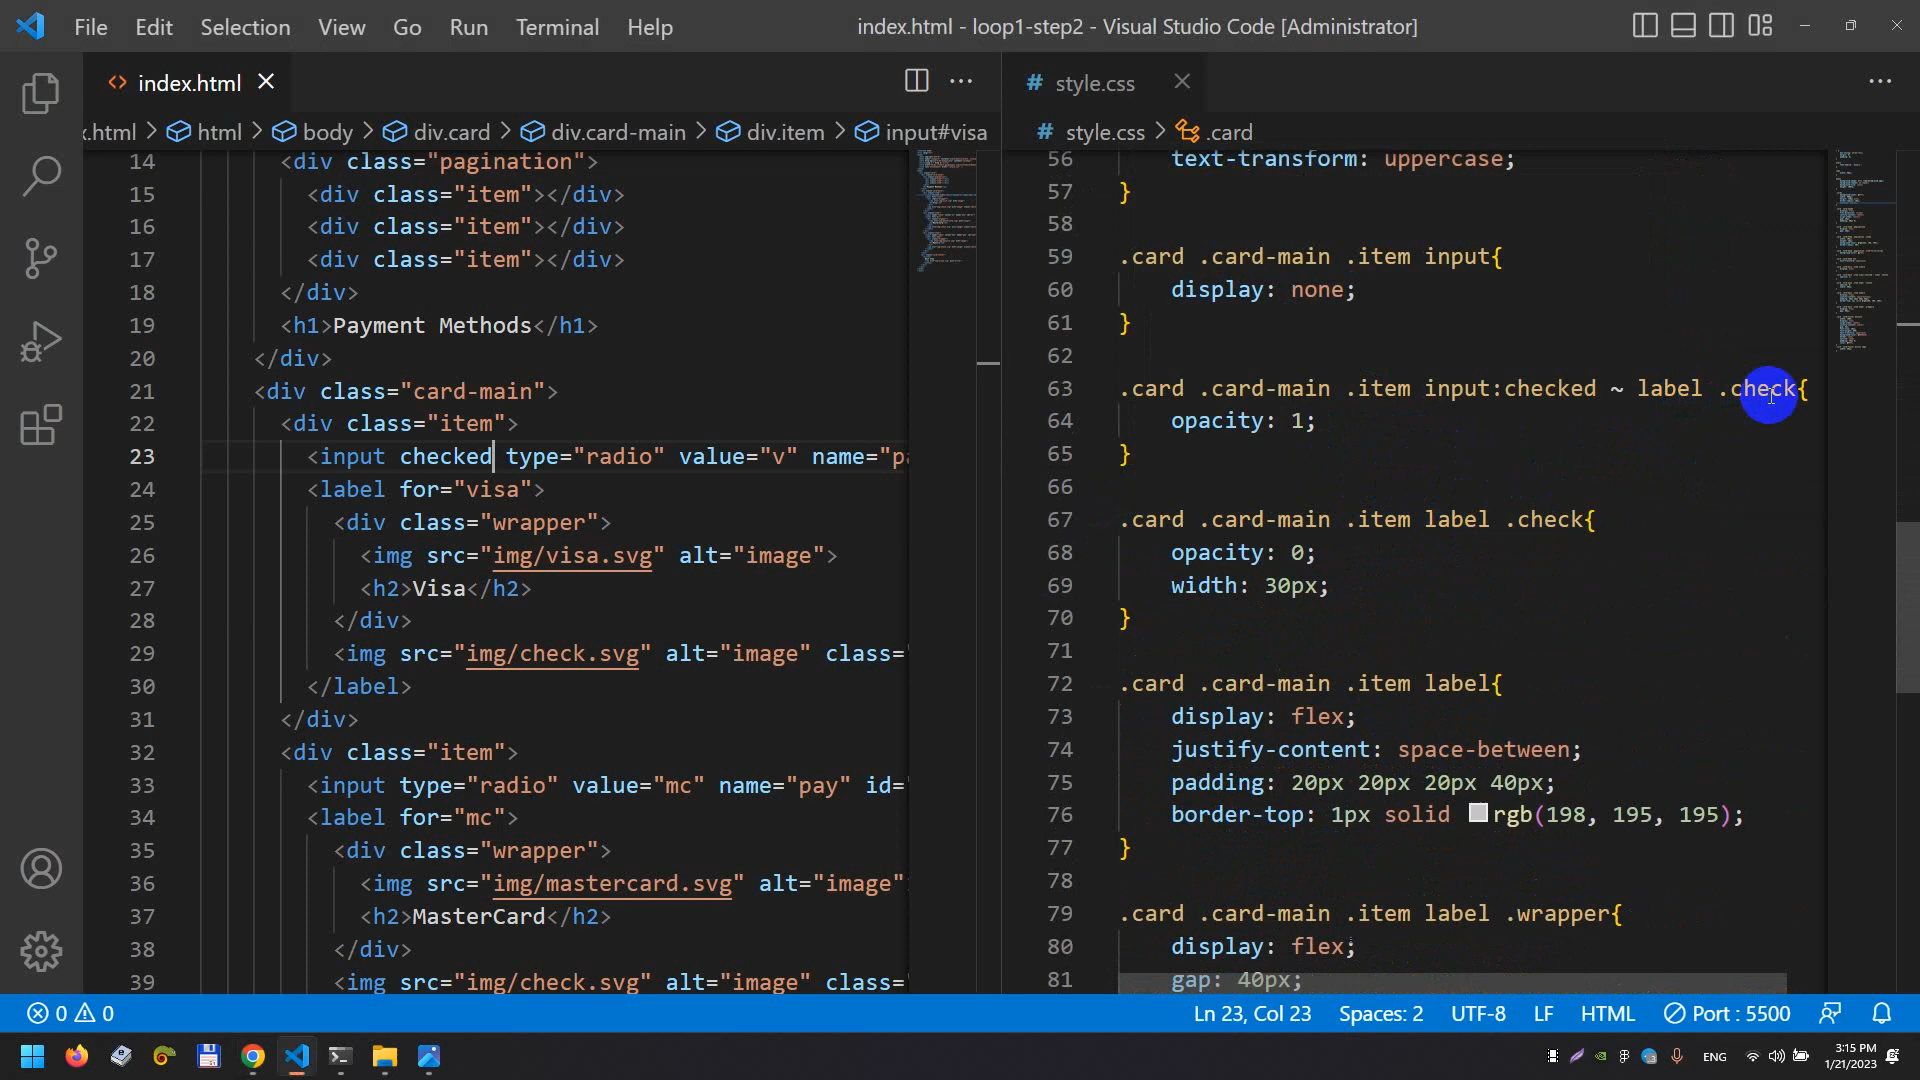 File Edit Selection View Go Run Terminal Help
index.html - loop1-step2 - Visual Studio Code [Administrator]
index.html
.html > html > body > div.card > div.card-main > div.item > input#visa
14 <div class="pagination">
15 <div class="item"></div>
16 <div class="item"></div>
17 <div class="item"></div>
18 </div>
19 <h1>Payment Methods</h1>
20 </div>
21 <div class="card-main">
22 <div class="item">
23 <input checked type="radio" value="v" name="pa
24 <label for="visa">
25 <div class="wrapper">
26 <img src="img/visa.svg" alt="image">
27 <h2>Visa</h2>
28 </div>
29 <img src="img/check.svg" alt="image" class="
30 </label>
31 </div>
32 <div class="item">
33 <input type="radio" value="mc" name="pay" id=
34 <label for="mc">
35 <div class="wrapper">
36 <img src="img/mastercard.svg" alt="image"
37 <h2>MasterCard</h2>
38 </div>
39 <img src="img/check.svg" alt="image" class=
# style.css
# style.css > .card
56 text-transform: uppercase;
57 }
58
59 .card .card-main .item input{
60 display: none;
61 }
62
63 .card .card-main .item input:checked ~ label .check{
64 opacity: 1;
65 }
66
67 .card .card-main .item label .check{
68 opacity: 0;
69 width: 30px;
70 }
71
72 .card .card-main .item label{
73 display: flex;
74 justify-content: space-between;
75 padding: 20px 20px 20px 40px;
76 border-top: 1px solid rgb(198, 195, 195);
77 }
78
79 .card .card-main .item label .wrapper{
80 display: flex;
81 gap: 40px;
0 0 Ln 23, Col 23 Spaces: 2 UTF-8 LF HTML Port : 5500
ENG 3:15 PM
1/21/2023